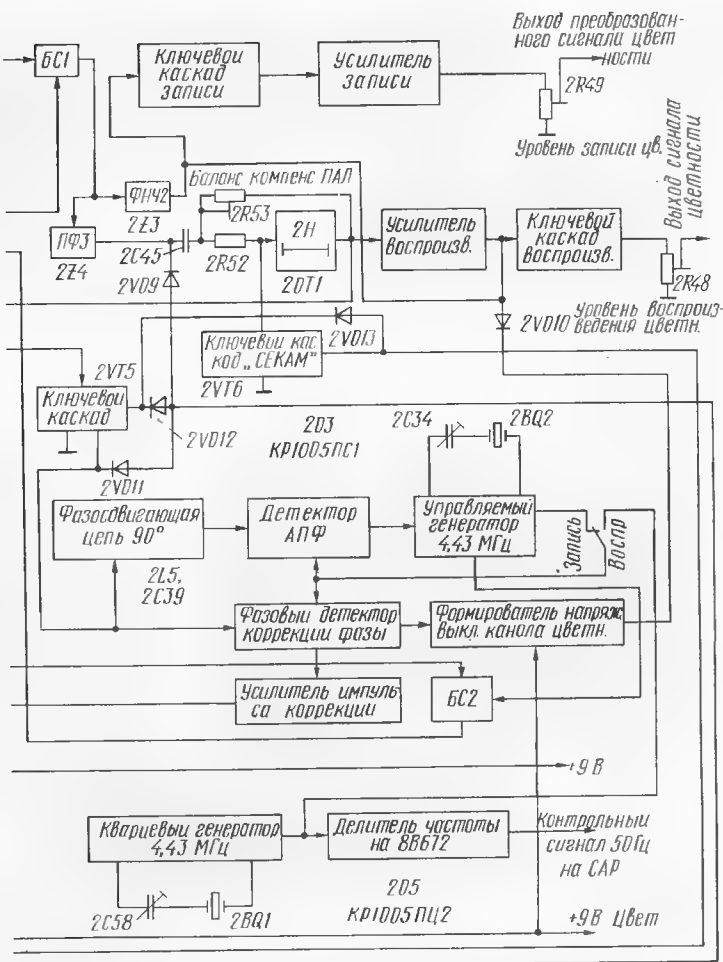 Выход преобразован-
ного сигнала цвет
ности
БС1
Ключевой
каскад
записи
Усилитель
записи
2R49
Уровень записи цв.
Выход сигнала
цветности
Баланс компенс ПАЛ
ФНЧ2
2Z3
ПФ3
2Z4
2C45
2R53
2R52
2H
2DT1
Усилитель
воспроизв.
Ключевой
каскад
воспроизв.
2R48
2VD9
2VD10
Уровень воспроиз-
ведения цветн.
2VD13
Ключевой кас
кад „СЕКАМ"
2VT6
2VT5
Ключевой
каскад
2VD12
2VD11
2D3
КР1005ПС1
2C34
2BQ2
Фазосдвигающая
цепь 90°
2L5,
2C39
Детектор
АПФ
Управляемый
генератор
4,43 МГц
Запись
Воспр
Фазовый детектор
коррекции фазы
Формирователь напряж
выкл. канала цветн.
Усилитель импуль
са коррекции
БС2
+9 В
Кварцевый генератор
4,43 МГц
Делитель частоты
на 88672
Контрольный
сигнал 50Гц
на САР
2C58
2BQ1
2D5
КР1005ПЦ2
+9 В Цвет